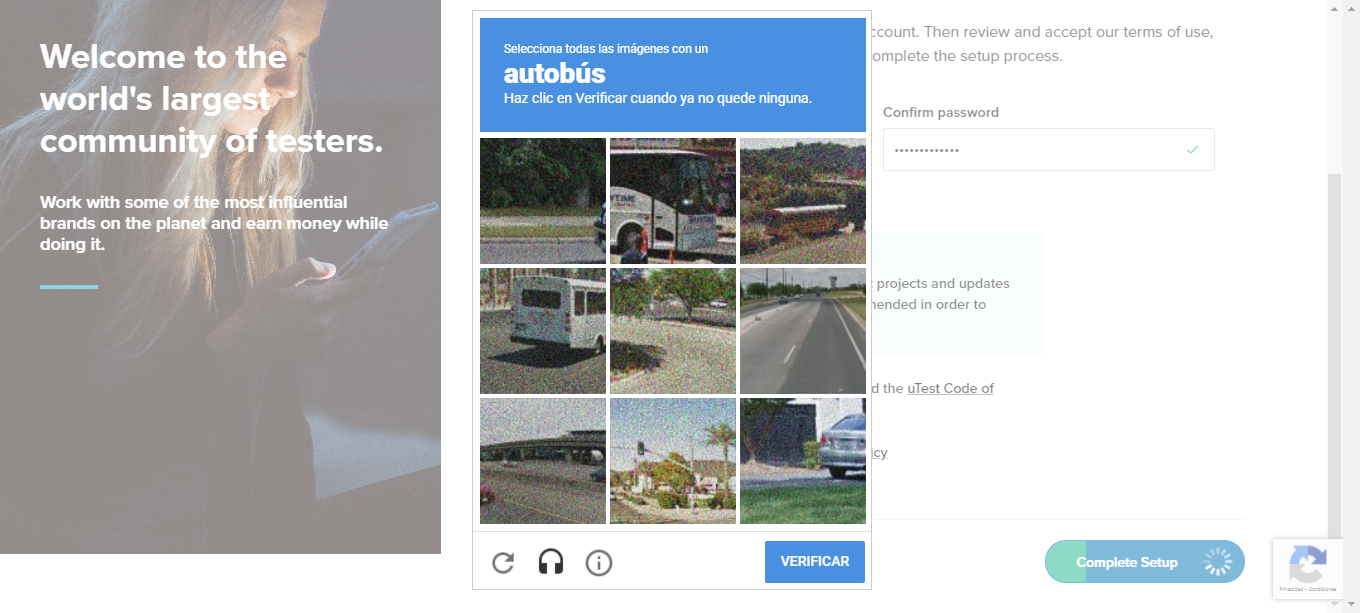 Welcome to the
world's largest
community of testers.
Work with some of the most influential
brands on the planet and earn money while
doing it.
Selecciona todas las imágenes con un
autobús
Haz clic en Verificar cuando ya no quede ninguna.
VERIFICAR
ccount. Then review and accept our terms of use,
omplete the setup process.
Confirm password
projects and updates
mended in order to
d the uTest Code of
icy
Complete Setup
Privacidad - Condiciones